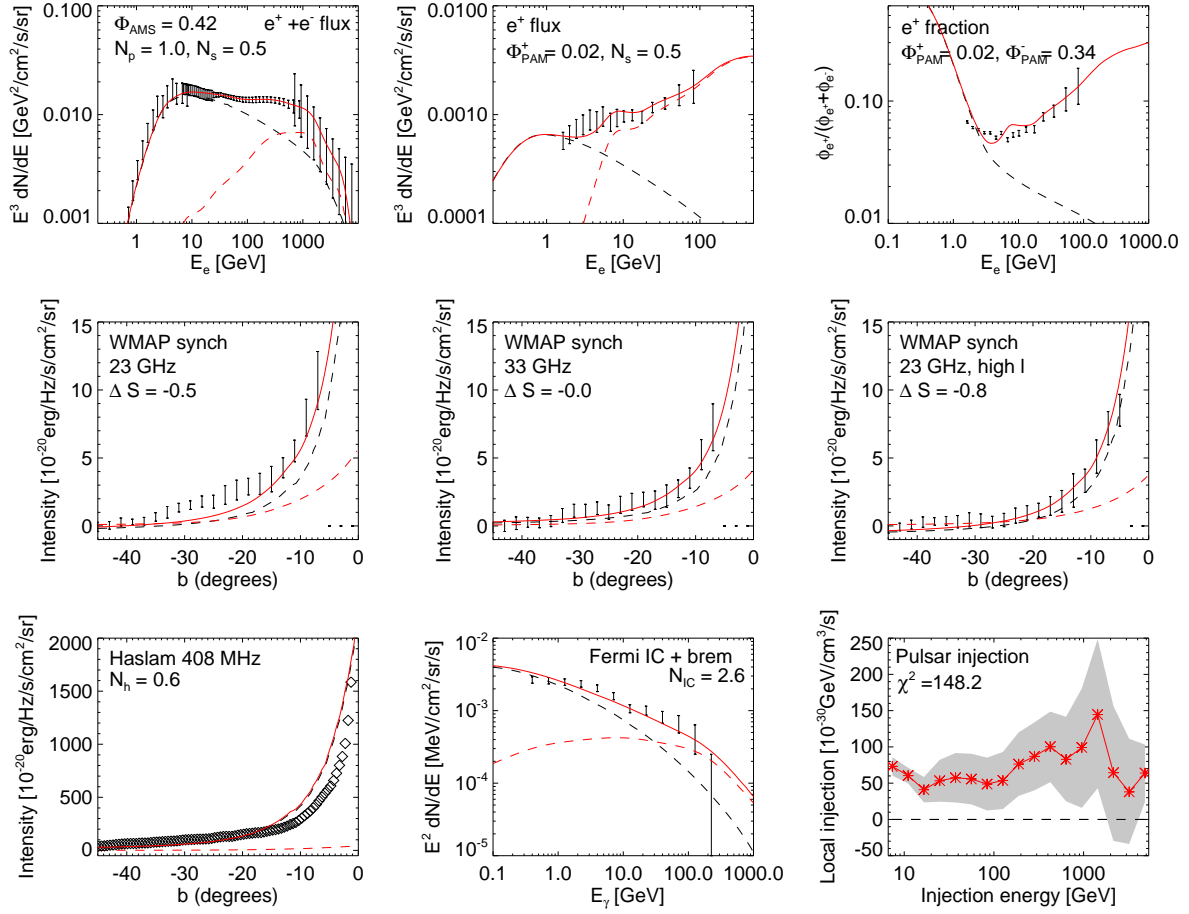 Φ_AMS = 0.42 e⁺ +e⁻ flux
N_p = 1.0, N_s = 0.5
0.100
0.010
0.001
1 10 100 1000
E_e [GeV]
E³ dN/dE [GeV²/cm²/s/sr]
e⁺ flux
Φ⁺_PAM = 0.02, N_s = 0.5
0.0100
0.0010
0.0001
1 10 100
E_e [GeV]
E³ dN/dE [GeV²/cm²/s/sr]
e⁺ fraction
Φ⁺_PAM = 0.02, Φ⁻_PAM = 0.34
0.10
0.01
0.1 1.0 10.0 100.0 1000.0
E_e [GeV]
ϕ_e⁺/(ϕ_e⁺+ϕ_e⁻)
WMAP synch
23 GHz
Δ S = -0.5
15
10
5
0
-40 -30 -20 -10 0
b (degrees)
Intensity [10⁻²⁰erg/Hz/s/cm²/sr]
WMAP synch
33 GHz
Δ S = -0.0
15
10
5
0
-40 -30 -20 -10 0
b (degrees)
Intensity [10⁻²⁰erg/Hz/s/cm²/sr]
WMAP synch
23 GHz, high l
Δ S = -0.8
15
10
5
0
-40 -30 -20 -10 0
b (degrees)
Intensity [10⁻²⁰erg/Hz/s/cm²/sr]
Haslam 408 MHz
N_h = 0.6
2000
1500
1000
500
0
-40 -30 -20 -10 0
b (degrees)
Intensity [10⁻²⁰erg/Hz/s/cm²/sr]
Fermi IC + brem
N_IC = 2.6
10⁻²
10⁻³
10⁻⁴
10⁻⁵
0.1 1.0 10.0 100.0 1000.0
E_γ [GeV]
E² dN/dE [MeV/cm²/sr/s]
Pulsar injection
χ² =148.2
250
200
150
100
50
0
-50
10 100 1000
Injection energy [GeV]
Local injection [10⁻³⁰GeV/cm³/s]